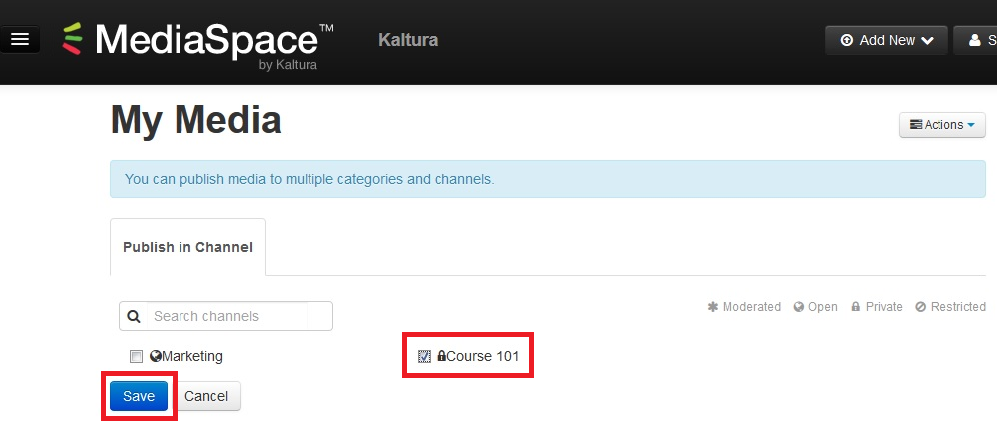 MediaSpace™
by Kaltura
Kaltura
Add New
S
My Media
Actions
You can publish media to multiple categories and channels.
Publish in Channel
Search channels
Moderated Open Private Restricted
Marketing
Course 101
Save Cancel